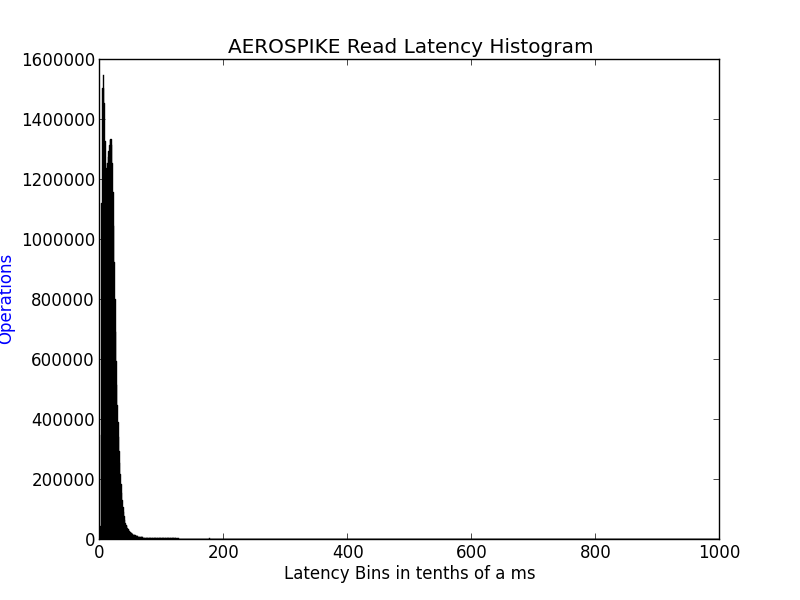 AEROSPIKE Read Latency Histogram
1600000
1400000
1200000
1000000
800000
600000
400000
200000
0
Operations
0 200 400 600 800 1000
Latency Bins in tenths of a ms